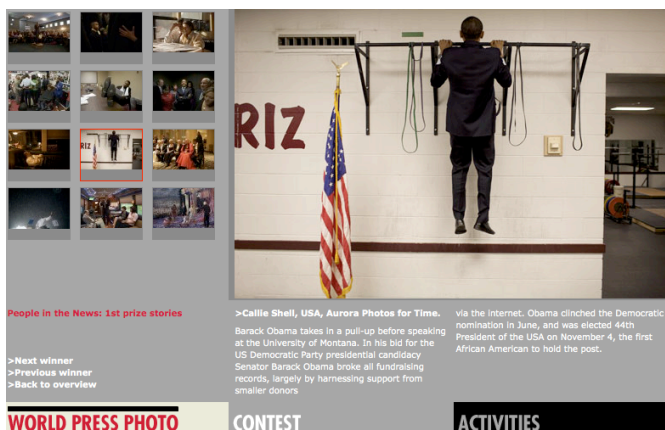 RIZ
People in the News: 1st prize stories
>Next winner
>Previous winner
>Back to overview
>Callie Shell, USA, Aurora Photos for Time.
Barack Obama takes in a pull-up before speaking
at the University of Montana. In his bid for the
US Democratic Party presidential candidacy
Senator Barack Obama broke all fundraising
records, largely by harnessing support from
smaller donors
via the internet. Obama clinched the Democratic
nomination in June, and was elected 44th
President of the USA on November 4, the first
African American to hold the post.
WORLD PRESS PHOTO
CONTEST
ACTIVITIES